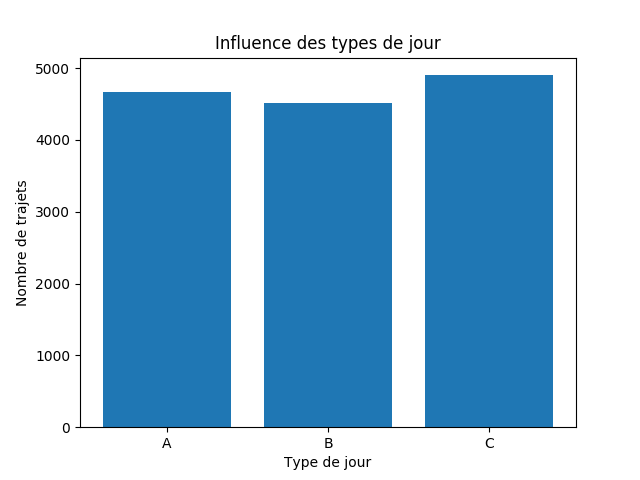 Influence des types de jour
5000
4000
3000
2000
1000
0
Nombre de trajets
A
B
C
Type de jour